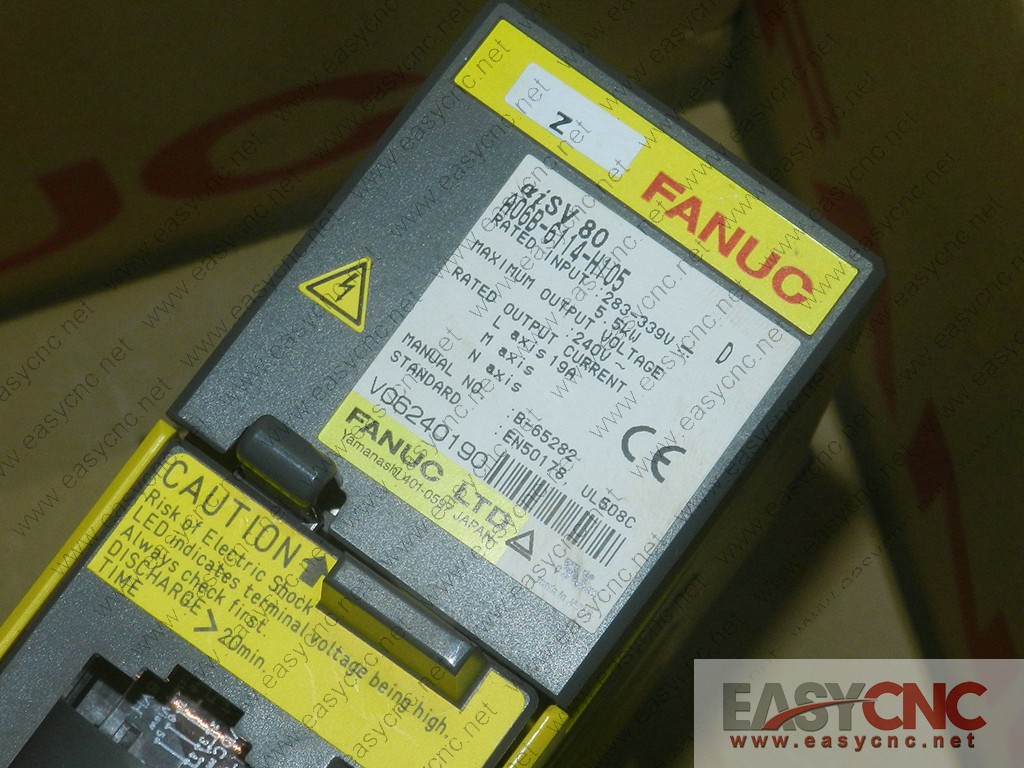 Z
FANUC
αiSV 80
A06B-6114-H105
RATED INPUT :283-339V
5.5kW
MAXIMUM OUTPUT VOLTAGE
:240V~
RATED OUTPUT CURRENT
L axis 19A
M axis
N axis
MANUAL NO. :B-65282
STANDARD :EN50178, UL508C
D
V06240190
CE
FANUC LTD
Yamanashi, 401-0597 JAPAN
CAUTION
Risk of Electric Shock.
LED indicates terminal voltage being high,
Always check first.
DISCHARGE > 20min.
TIME
EASYCNC
www.easycnc.net